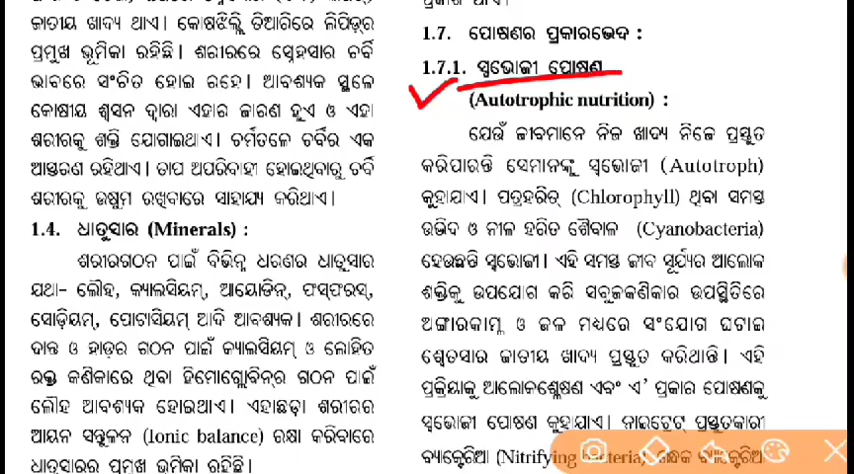 ଜାତୀୟ ଖାଦ୍ୟ ଥାଏ। କୋଷଝିଲ୍ଲି ତିଆରିରେ ଲିପିଡ୍‌ର
ପ୍ରମୁଖ ଭୂମିକା ରହିଛି। ଶରୀରରେ ସ୍ନେହସାର ଚର୍ବି
ଭାବରେ ସଂଚିତ ହୋଇ ରହେ। ଆବଶ୍ୟକ ସ୍ଥଳେ
କୋଷୀୟ ଶ୍ୱସନ ଦ୍ୱାରା ଏହାର ଜାରଣ ହୁଏ ଓ ଏହା
ଶରୀରକୁ ଶକ୍ତି ଯୋଗାଇଥାଏ। ଚର୍ମତଳେ ଚର୍ବିର ଏକ
ଆସ୍ତରଣ ରହିଥାଏ। ତାପ ଅପରିବାହୀ ହୋଇଥିବାରୁ ଚର୍ବି
ଶରୀରକୁ ଉଷୁମ ରଖିବାରେ ସାହାଯ୍ୟ କରିଥାଏ।
1.4. ଧାତୁସାର (Minerals) :
ଶରୀରଗଠନ ପାଇଁ ବିଭିନ୍ନ ଧରଣର ଧାତୁସାର
ଯଥା- ଲୌହ, କ୍ୟାଲସିୟମ୍, ଆୟୋଡିନ୍, ଫସ୍‌ଫରସ୍,
ସୋଡ଼ିୟମ୍, ପୋଟାସିୟମ୍ ଆଦି ଆବଶ୍ୟକ। ଶରୀରରେ
ଦାନ୍ତ ଓ ହାଡ଼ର ଗଠନ ପାଇଁ କ୍ୟାଲସିୟମ୍ ଓ ଲୋହିତ
ରକ୍ତ କଣିକାରେ ଥିବା ହିମୋଗ୍ଲୋବିନ୍‌ର ଗଠନ ପାଇଁ
ଲୌହ ଆବଶ୍ୟକ ହୋଇଥାଏ। ଏହାଛଡ଼ା ଶରୀରର
ଆୟନ ସନ୍ତୁଳନ (Ionic balance) ରକ୍ଷା କରିବାରେ
ଧାତୁସାରର ପ୍ରମୁଖ ଭୂମିକା ରହିଛି।
1.7. ପୋଷଣର ପ୍ରକାରଭେଦ :
1.7.1. ସ୍ୱଭୋଜୀ ପୋଷଣ
(Autotrophic nutrition) :
ଯେଉଁ ଜୀବମାନେ ନିଜ ଖାଦ୍ୟ ନିଜେ ପ୍ରସ୍ତୁତ
କରିପାରନ୍ତି ସେମାନଙ୍କୁ ସ୍ୱଭୋଜୀ (Autotroph)
କୁହାଯାଏ। ପତ୍ରହରିତ୍ (Chlorophyll) ଥିବା ସମସ୍ତ
ଉଦ୍ଭିଦ ଓ ନୀଳ ହରିତ ଶୈବାଳ (Cyanobacteria)
ହେଉଛନ୍ତି ସ୍ୱଭୋଜୀ। ଏହି ସମସ୍ତ ଜୀବ ସୂର୍ଯ୍ୟର ଆଲୋକ
ଶକ୍ତିକୁ ଉପଯୋଗ କରି ସବୁଜକଣିକାର ଉପସ୍ଥିତିରେ
ଅଙ୍ଗାରକାମ୍ଳ ଓ ଜଳ ମଧ୍ୟରେ ସଂଯୋଗ ଘଟାଇ
ଶ୍ୱେତସାର ଜାତୀୟ ଖାଦ୍ୟ ପ୍ରସ୍ତୁତ କରିଥାନ୍ତି। ଏହି
ପ୍ରକ୍ରିୟାକୁ ଆଲୋକଶ୍ଳେଷଣ ଏବଂ ଏ' ପ୍ରକାର ପୋଷଣକୁ
ସ୍ୱଭୋଜୀ ପୋଷଣ କୁହାଯାଏ। ନାଇଟ୍ରେଟ୍ ପ୍ରସ୍ତୁତକାରୀ
ବ୍ୟାକ୍ଟେରିଆ (Nitrifying bacteria), ଗନ୍ଧକ ବ୍ୟାକ୍ଟେରିଆ